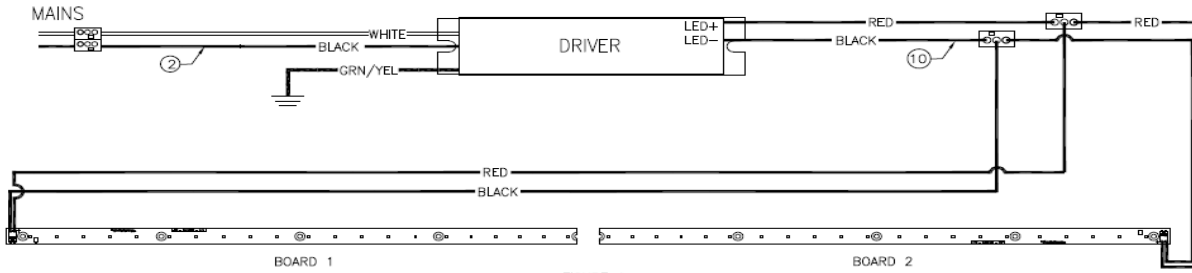 MAINS
WHITE
BLACK
2
GRN/YEL
DRIVER
LED+
LED−
RED
RED
BLACK
10
RED
BLACK
BOARD 1
BOARD 2